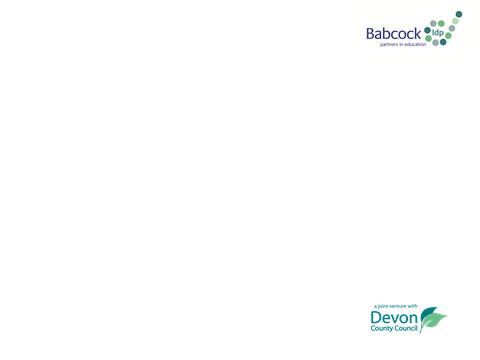 Babcock ldp
partners in education
a joint venture with
Devon
County Council